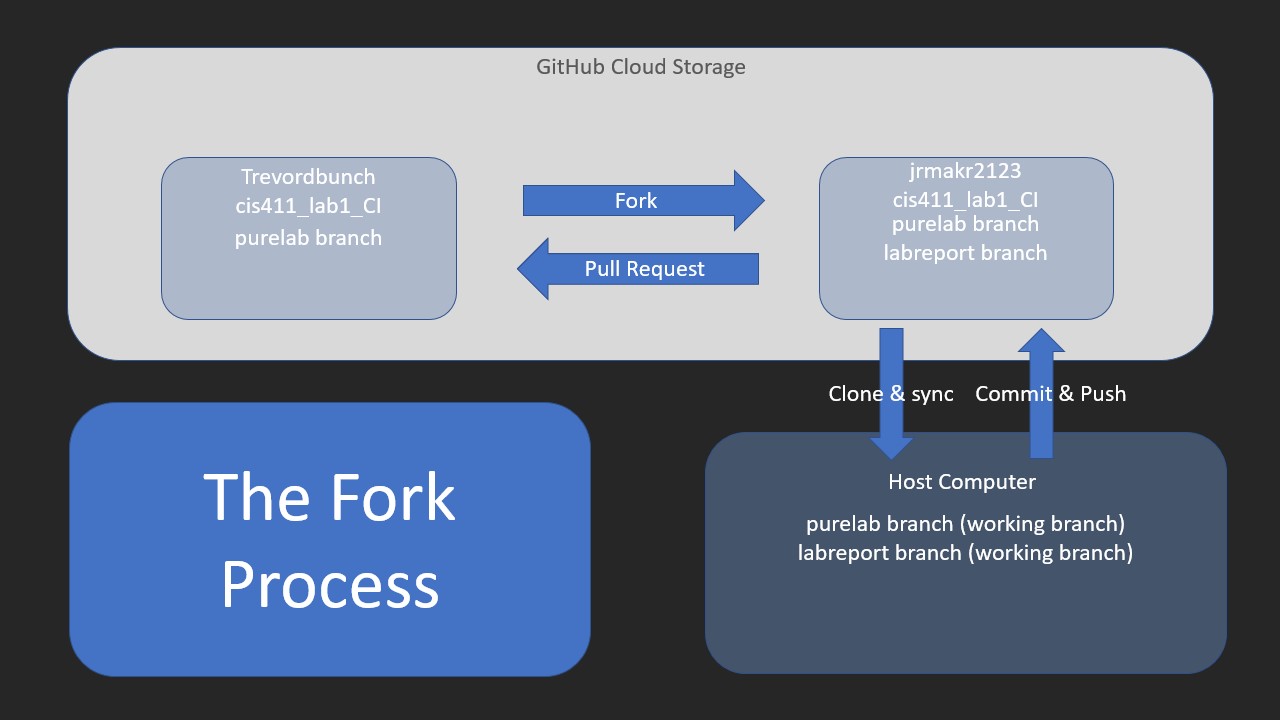 GitHub Cloud Storage
Trevordbunch
cis411_lab1_CI
purelab branch
Fork
Pull Request
jrmakr2123
cis411_lab1_CI
purelab branch
labreport branch
Clone & sync
Commit & Push
The Fork
Process
Host Computer
purelab branch (working branch)
labreport branch (working branch)